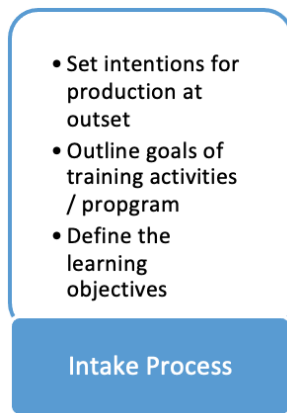 • Set intentions for
production at
outset
• Outline goals of
training activities
/ propgram
• Define the
learning
objectives
Intake Process